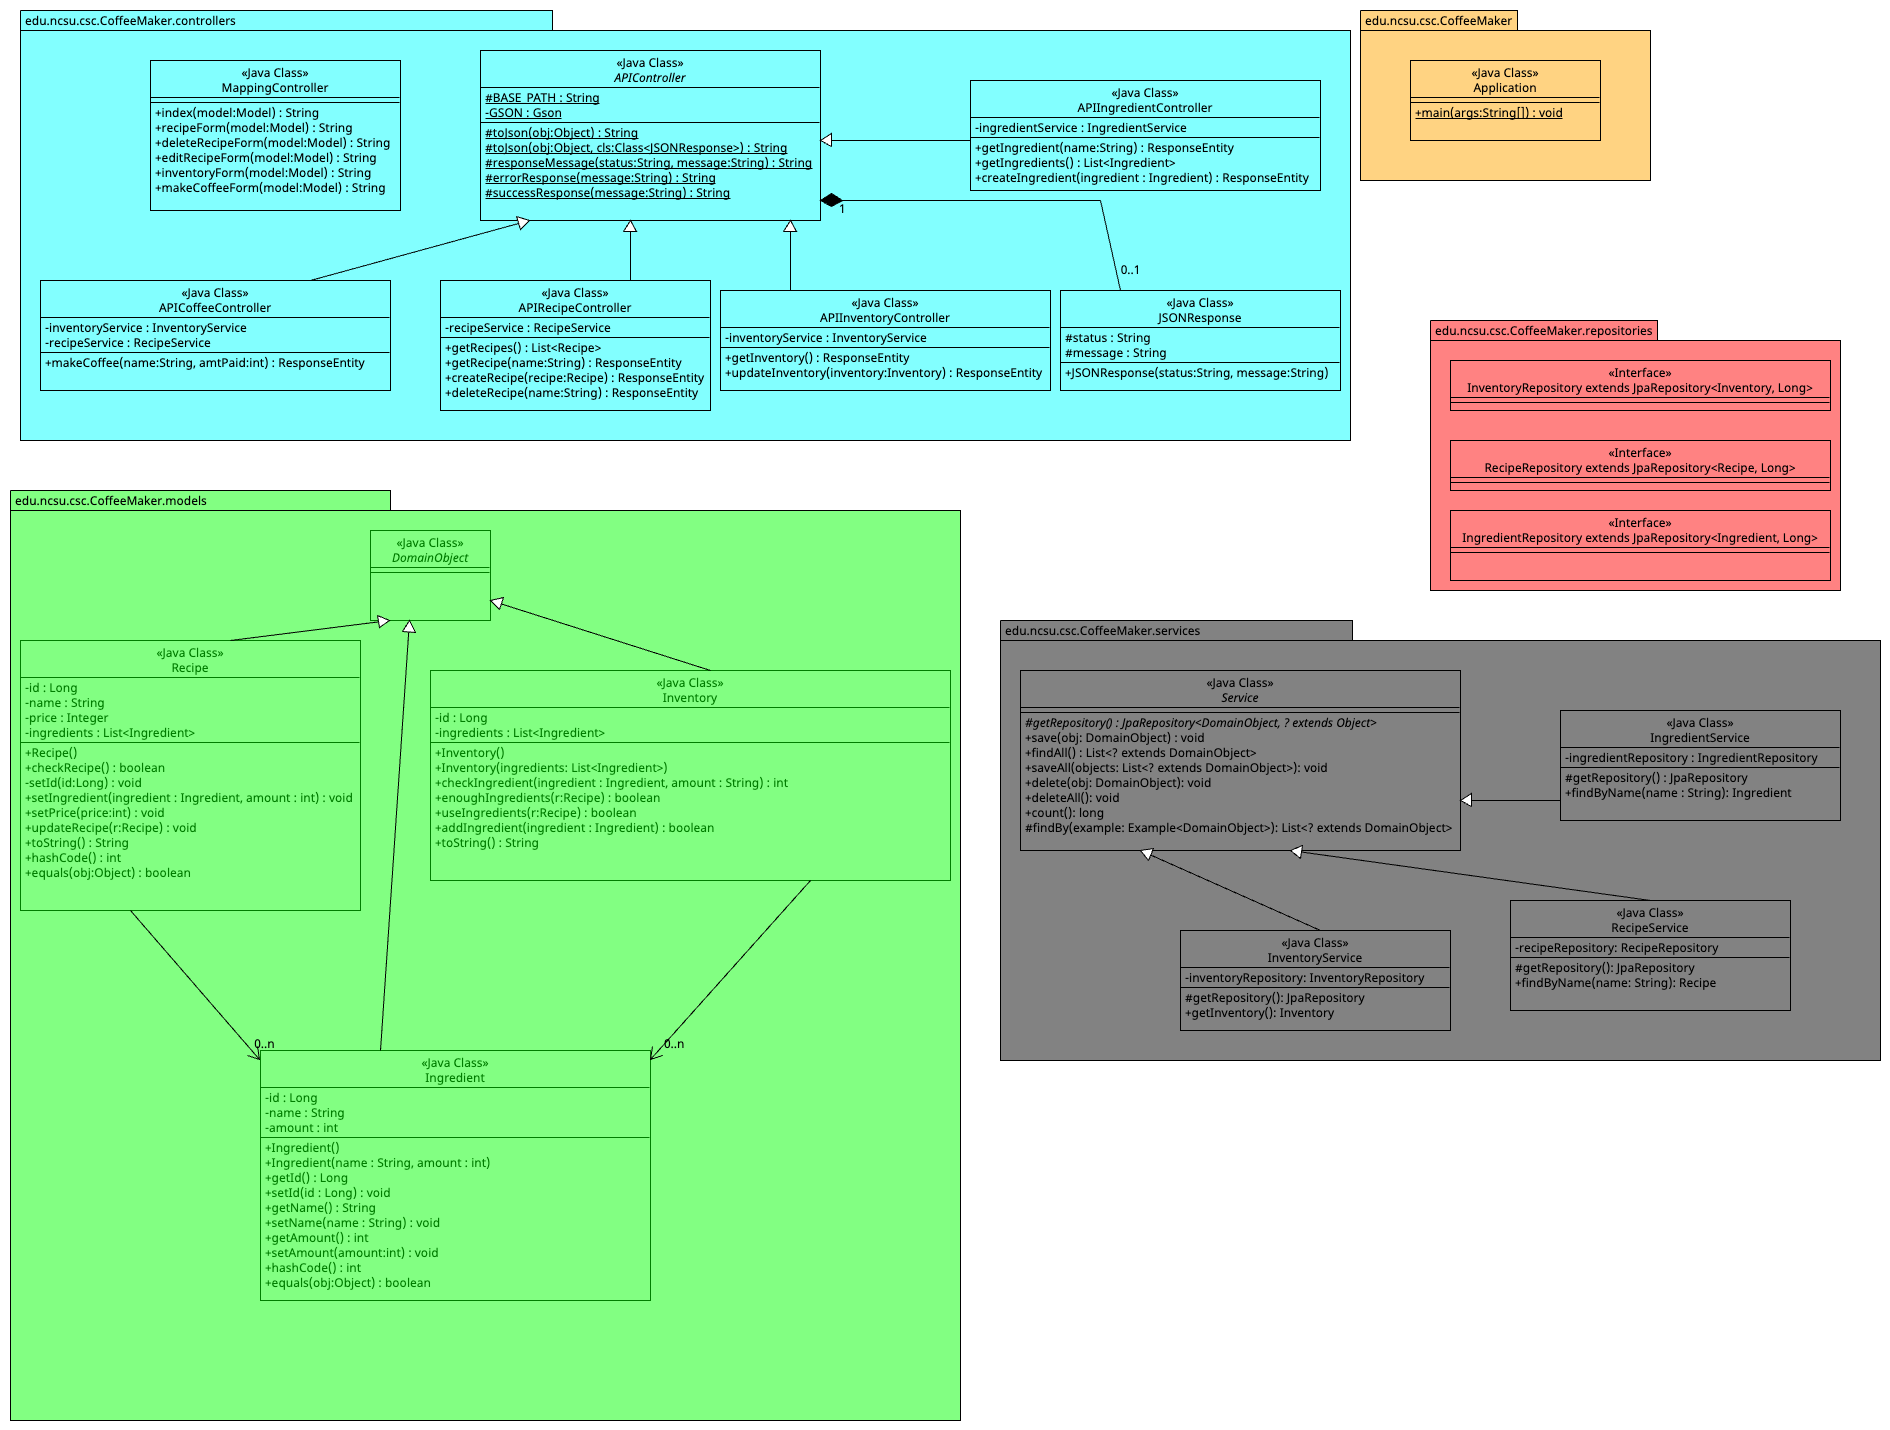 edu.ncsu.csc.CoffeeMaker.controllers
«Java Class»
MappingController
+index(model:Model) : String
+recipeForm(model:Model) : String
+deleteRecipeForm(model:Model) : String
+editRecipeForm(model:Model) : String
+inventoryForm(model:Model) : String
+makeCoffeeForm(model:Model) : String
«Java Class»
APIController
#BASE_PATH : String
-GSON : Gson
#toJson(obj:Object) : String
#toJson(obj:Object, cls:Class<JSONResponse>) : String
#responseMessage(status:String, message:String) : String
#errorResponse(message:String) : String
#successResponse(message:String) : String
«Java Class»
APIIngredientController
-ingredientService : IngredientService
+getIngredient(name:String) : ResponseEntity
+getIngredients() : List<Ingredient>
+createIngredient(ingredient : Ingredient) : ResponseEntity
1
0..1
«Java Class»
APICoffeeController
-inventoryService : InventoryService
-recipeService : RecipeService
+makeCoffee(name:String, amtPaid:int) : ResponseEntity
«Java Class»
APIRecipeController
-recipeService : RecipeService
+getRecipes() : List<Recipe>
+getRecipe(name:String) : ResponseEntity
+createRecipe(recipe:Recipe) : ResponseEntity
+deleteRecipe(name:String) : ResponseEntity
«Java Class»
APIInventoryController
-inventoryService : InventoryService
+getInventory() : ResponseEntity
+updateInventory(inventory:Inventory) : ResponseEntity
«Java Class»
JSONResponse
#status : String
#message : String
+JSONResponse(status:String, message:String)
edu.ncsu.csc.CoffeeMaker
«Java Class»
Application
+main(args:String[]) : void
edu.ncsu.csc.CoffeeMaker.repositories
«Interface»
InventoryRepository extends JpaRepository<Inventory, Long>
«Interface»
RecipeRepository extends JpaRepository<Recipe, Long>
«Interface»
IngredientRepository extends JpaRepository<Ingredient, Long>
edu.ncsu.csc.CoffeeMaker.models
«Java Class»
DomainObject
«Java Class»
Recipe
-id : Long
-name : String
-price : Integer
-ingredients : List<Ingredient>
+Recipe()
+checkRecipe() : boolean
-setId(id:Long) : void
+setIngredient(ingredient : Ingredient, amount : int) : void
+setPrice(price:int) : void
+updateRecipe(r:Recipe) : void
+toString() : String
+hashCode() : int
+equals(obj:Object) : boolean
«Java Class»
Inventory
-id : Long
-ingredients : List<Ingredient>
+Inventory()
+Inventory(ingredients: List<Ingredient>)
+checkIngredient(ingredient : Ingredient, amount : String) : int
+enoughIngredients(r:Recipe) : boolean
+useIngredients(r:Recipe) : boolean
+addIngredient(ingredient : Ingredient) : boolean
+toString() : String
0..n
0..n
«Java Class»
Ingredient
-id : Long
-name : String
-amount : int
+Ingredient()
+Ingredient(name : String, amount : int)
+getId() : Long
+setId(id : Long) : void
+getName() : String
+setName(name : String) : void
+getAmount() : int
+setAmount(amount:int) : void
+hashCode() : int
+equals(obj:Object) : boolean
edu.ncsu.csc.CoffeeMaker.services
«Java Class»
Service
#getRepository() : JpaRepository<DomainObject, ? extends Object>
+save(obj: DomainObject) : void
+findAll() : List<? extends DomainObject>
+saveAll(objects: List<? extends DomainObject>): void
+delete(obj: DomainObject): void
+deleteAll(): void
+count(): long
#findBy(example: Example<DomainObject>): List<? extends DomainObject>
«Java Class»
IngredientService
-ingredientRepository : IngredientRepository
#getRepository() : JpaRepository
+findByName(name : String): Ingredient
«Java Class»
InventoryService
-inventoryRepository: InventoryRepository
#getRepository(): JpaRepository
+getInventory(): Inventory
«Java Class»
RecipeService
-recipeRepository: RecipeRepository
#getRepository(): JpaRepository
+findByName(name: String): Recipe